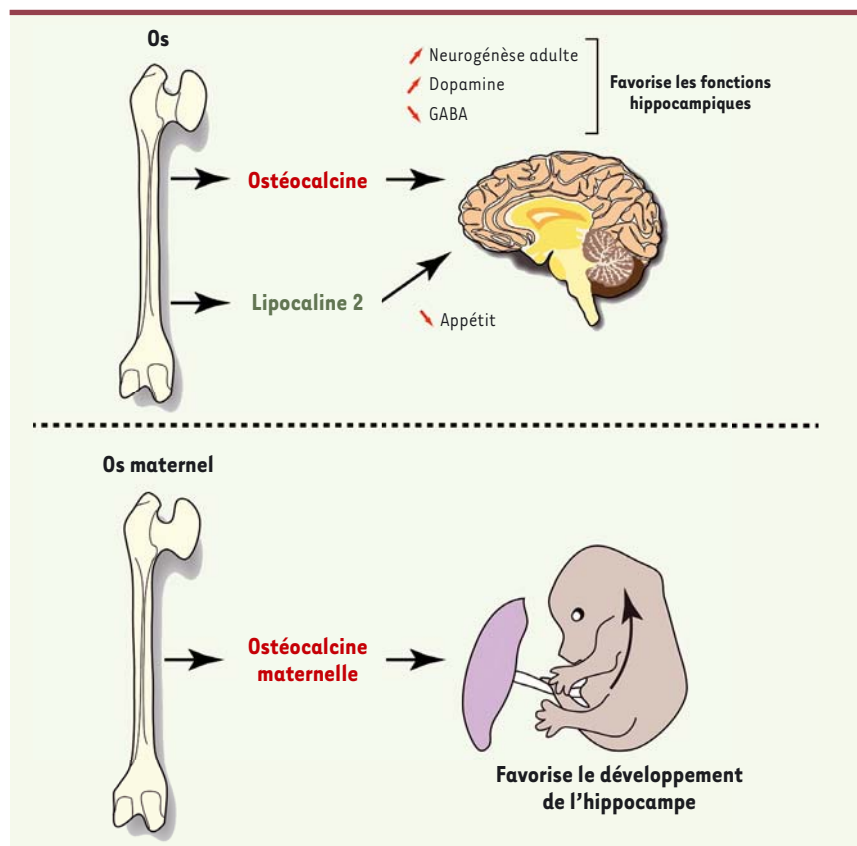 Os
Neurogénèse adulte
Dopamine
GABA
Favorise les fonctions
hippocampiques
Ostéocalcine
Lipocaline 2
Appétit
Os maternel
Ostéocalcine
maternelle
Favorise le développement
de l'hippocampe